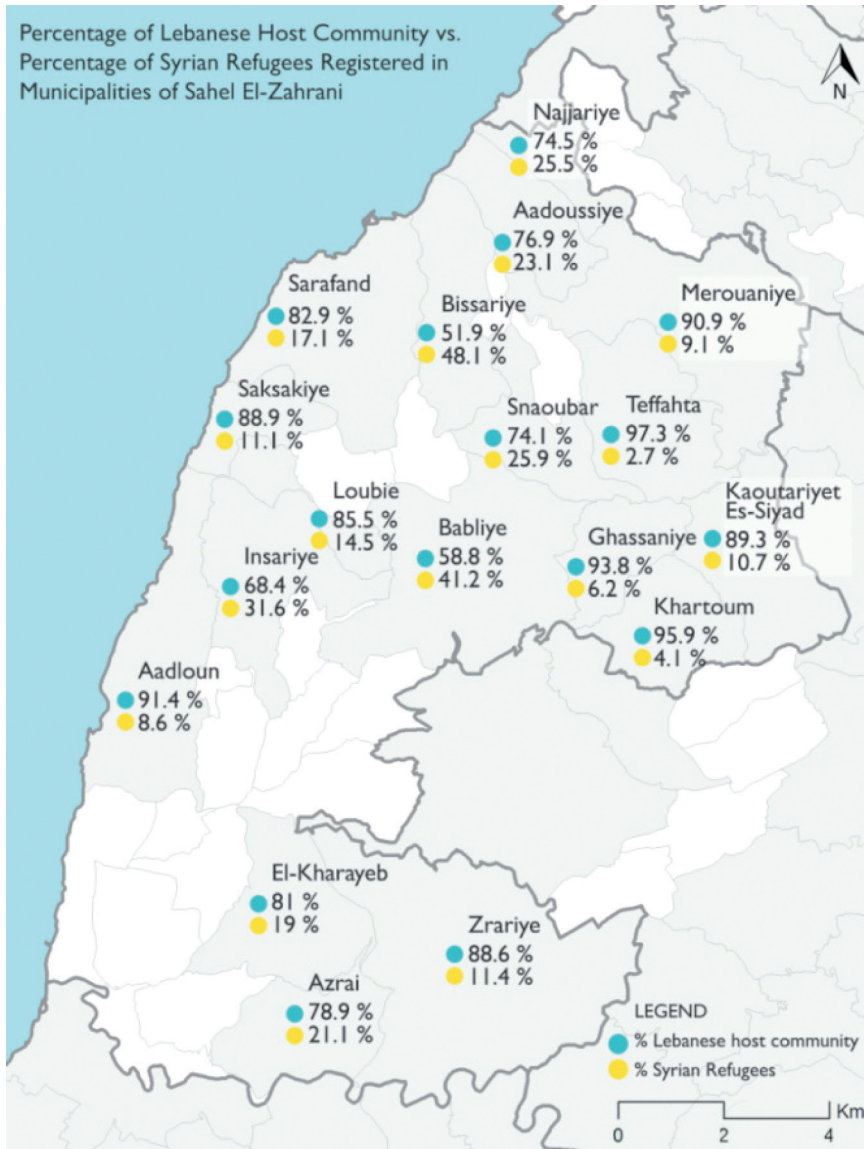 Percentage of Lebanese Host Community vs.
Percentage of Syrian Refugees Registered in
Municipalities of Sahel El-Zahrani
N
Najjariye
74.5 %
25.5 %
Aadoussiye
76.9 %
23.1 %
Sarafand
82.9 %
17.1 %
Bissariye
51.9 %
48.1 %
Merouaniye
90.9 %
9.1 %
Saksakiye
88.9 %
11.1 %
Snaoubar
74.1 %
25.9 %
Teffahta
97.3 %
2.7 %
Loubie
85.5 %
14.5 %
Babliye
58.8 %
41.2 %
Ghassaniye
93.8 %
6.2 %
Kaoutariyet
Es-Siyad
89.3 %
10.7 %
Insariye
68.4 %
31.6 %
Khartoum
95.9 %
4.1 %
Aadloun
91.4 %
8.6 %
El-Kharayeb
81 %
19 %
Zrariye
88.6 %
11.4 %
Azrai
78.9 %
21.1 %
LEGEND
% Lebanese host community
% Syrian Refugees
Km
0 2 4